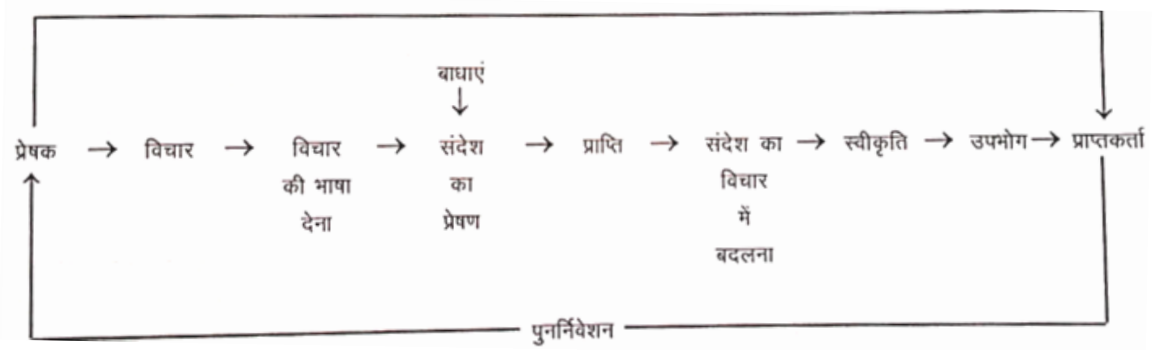 बाधाएं
प्रेषक → विचार → विचार → संदेश → प्राप्ति → संदेश का → स्वीकृति → उपभोग → प्राप्तकर्ता
की भाषा का विचार
देना प्रेषण में
बदलना
पुनर्निवेशन